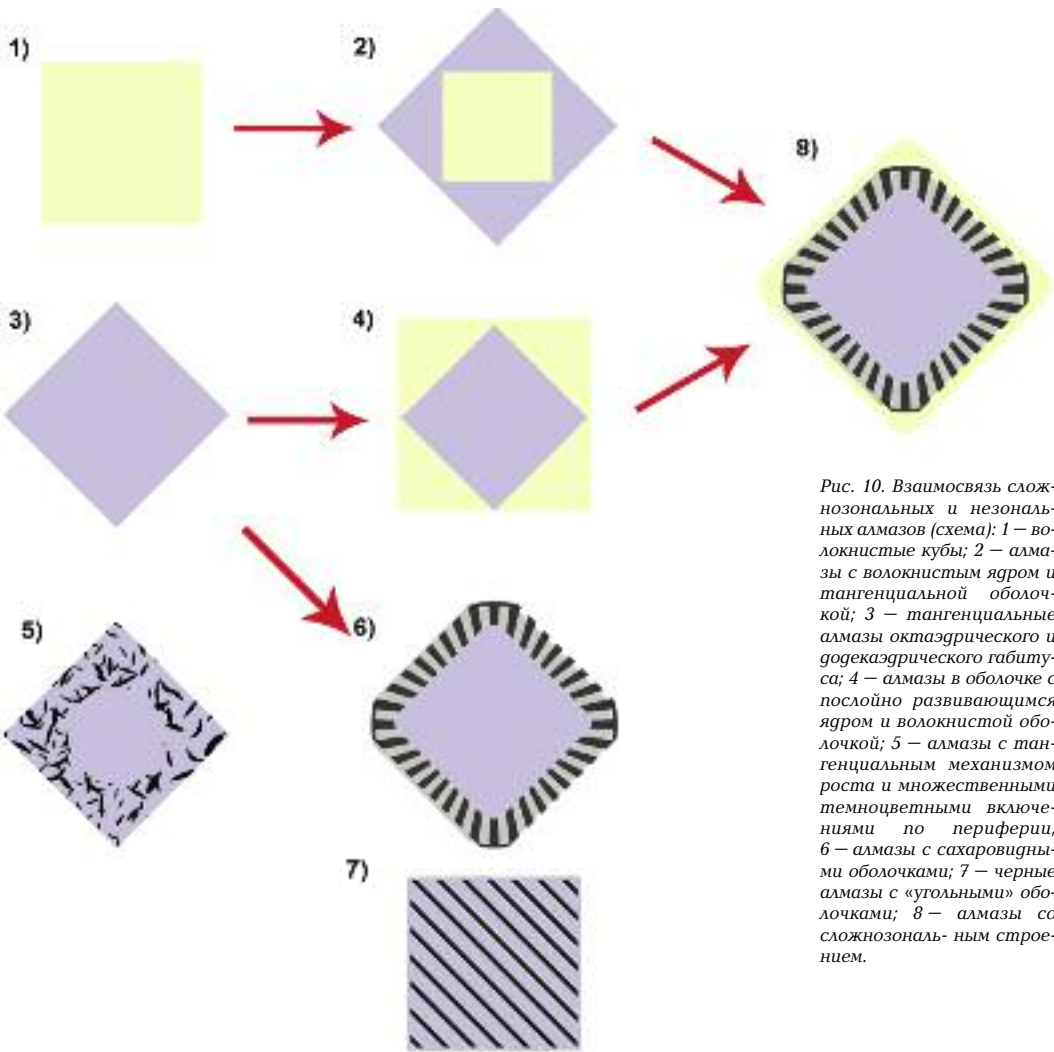 1)
2)
8)
3)
4)
5)
6)
7)
Рис. 10. Взаимосвязь слож-
нозональных и незональ-
ных алмазов (схема): 1 — во-
локнистые кубы; 2 — алма-
зы с волокнистым ядром и
тангенциальной оболоч-
кой; 3 — тангенциальные
алмазы октаэдрического и
додекаэдрического габиту-
са; 4 — алмазы в оболочке с
послойно развивающимся
ядром и волокнистой обо-
лочкой; 5 — алмазы с тан-
генциальным механизмом
роста и множественными
темноцветными включе-
ниями по периферии;
6 — алмазы с сахаровидны-
ми оболочками; 7 — черные
алмазы с «угольными» обо-
лочками; 8 — алмазы со
сложнозональ- ным строе-
нием.